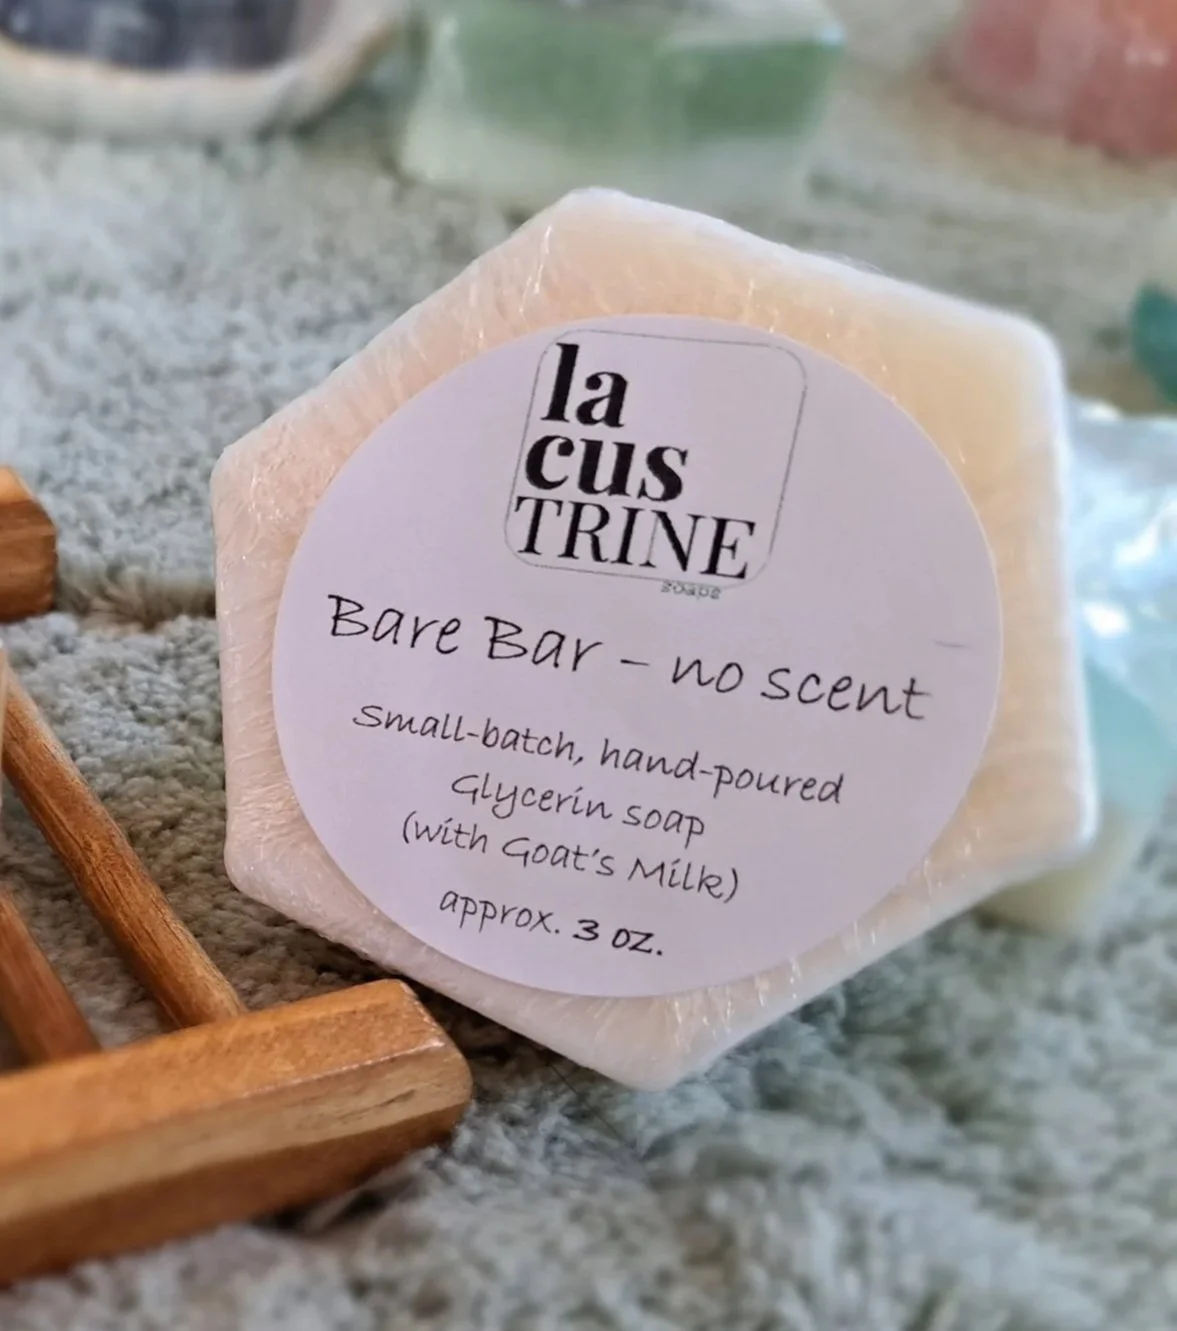 la
cus
TRINE
soaps
Bare Bar – no scent
Small-batch, hand-poured
Glycerin soap
(with Goat's Milk)
approx. 3 oz.